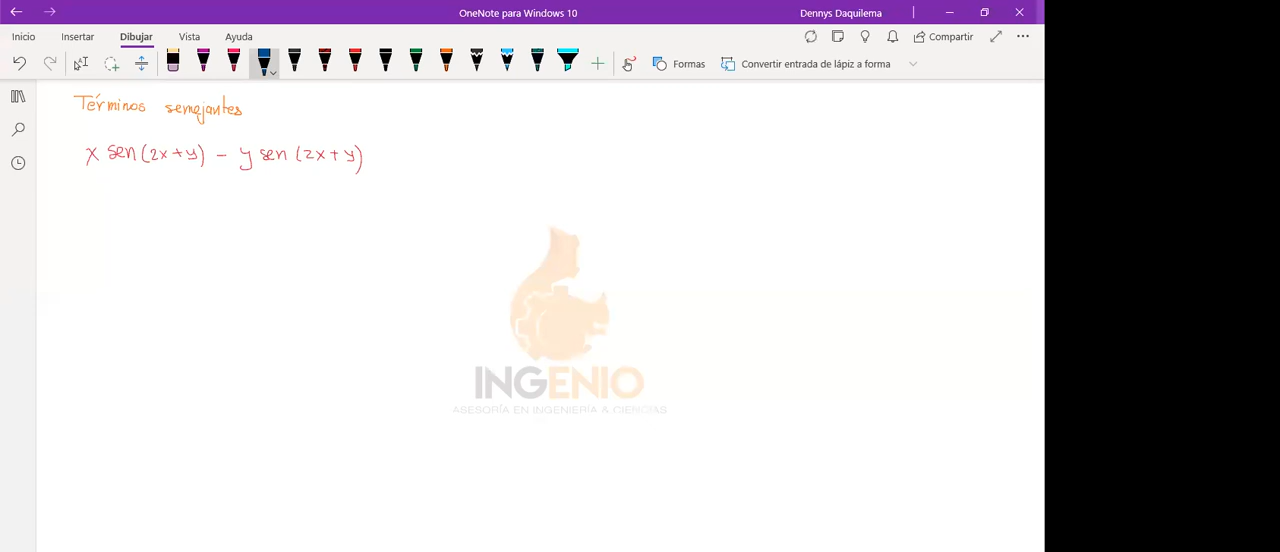 OneNote para Windows 10
Dennys Daquilema
Inicio
Insertar
Dibujar
Vista
Ayuda
Compartir
Formas
Convertir entrada de lápiz a forma
Términos semejantes
x sen(2x+y) - y sen(2x+y)
INGENIO
ASESORÍA EN INGENIERÍA & CIENCIAS